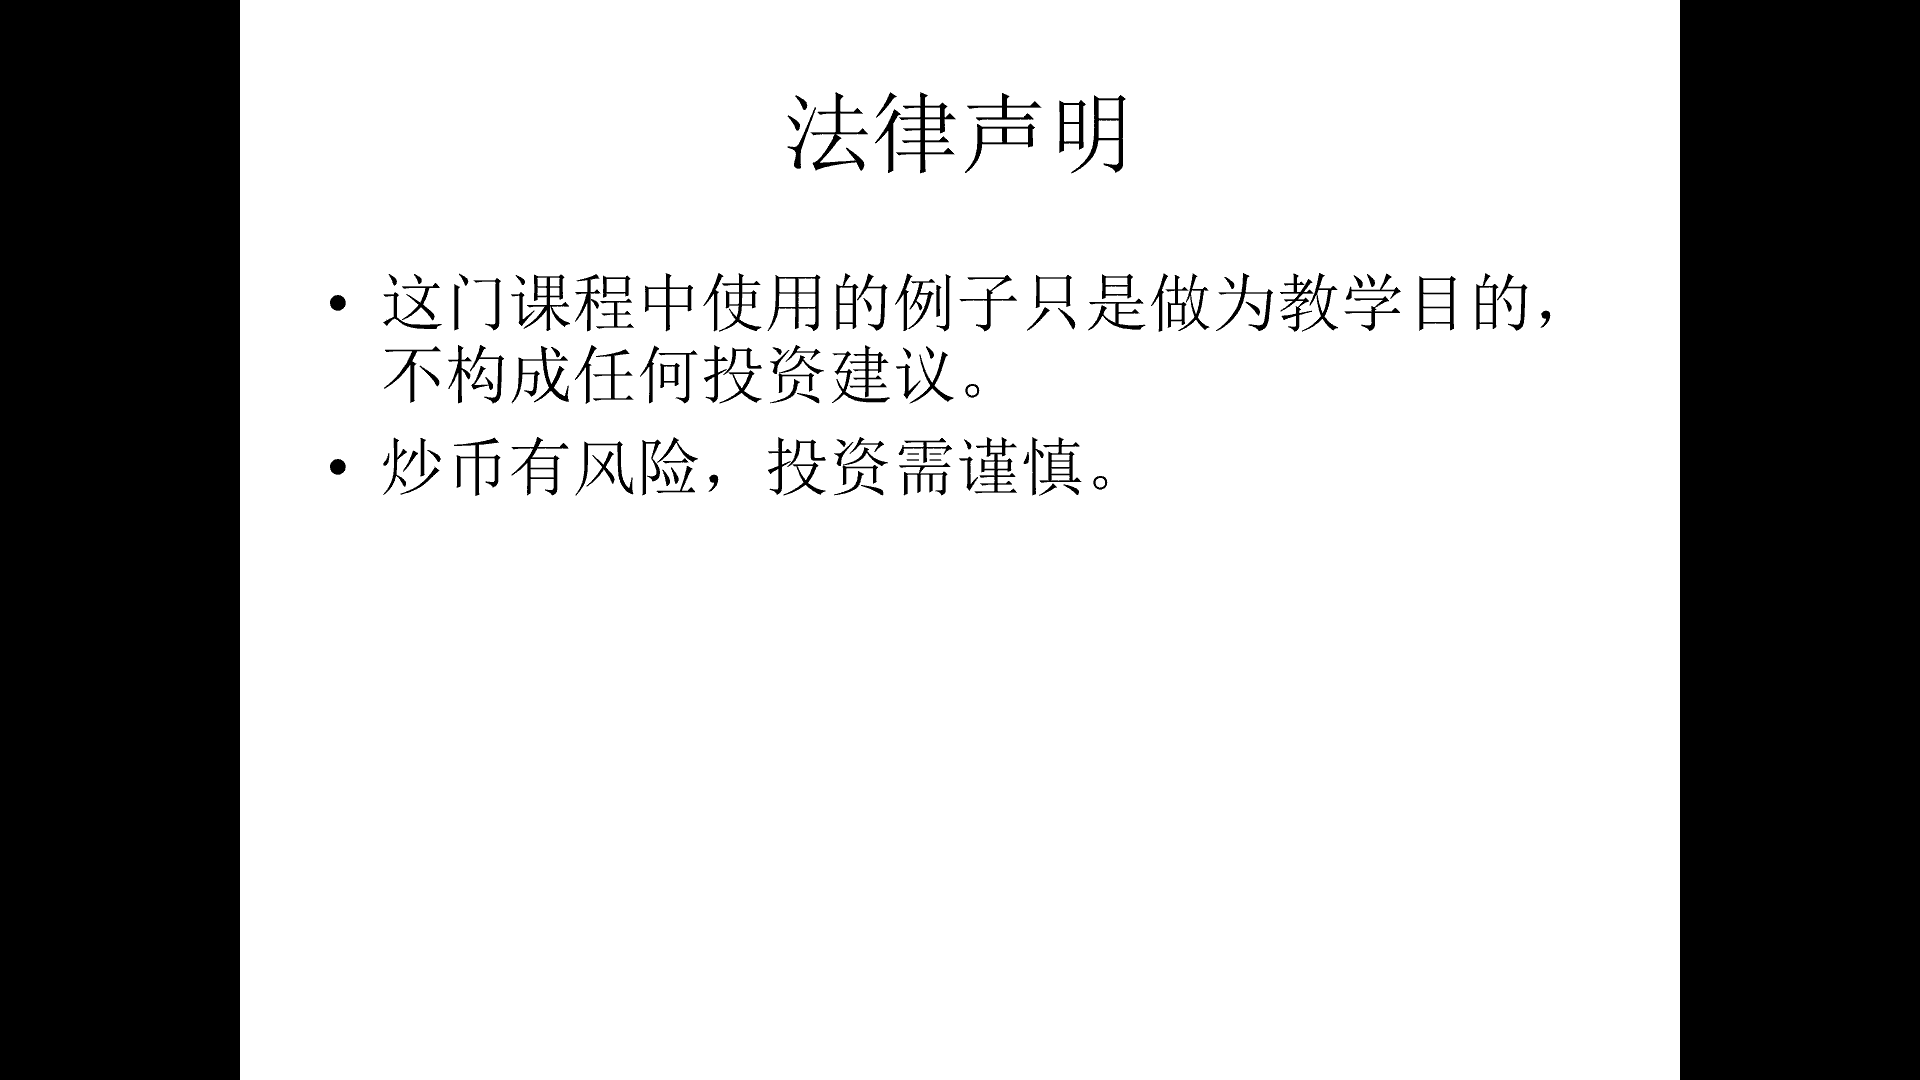 法律声明
• 这门课程中使用的例子只是做为教学目的，
不构成任何投资建议。
• 炒币有风险，投资需谨慎。